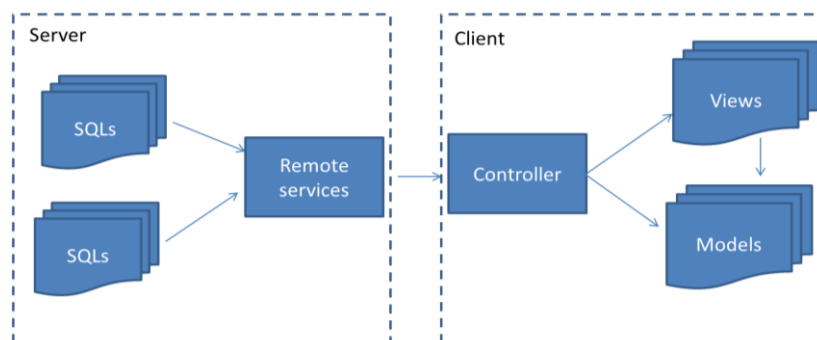 Server
SQLs
Remote
services
SQLs
Client
Controller
Views
Models